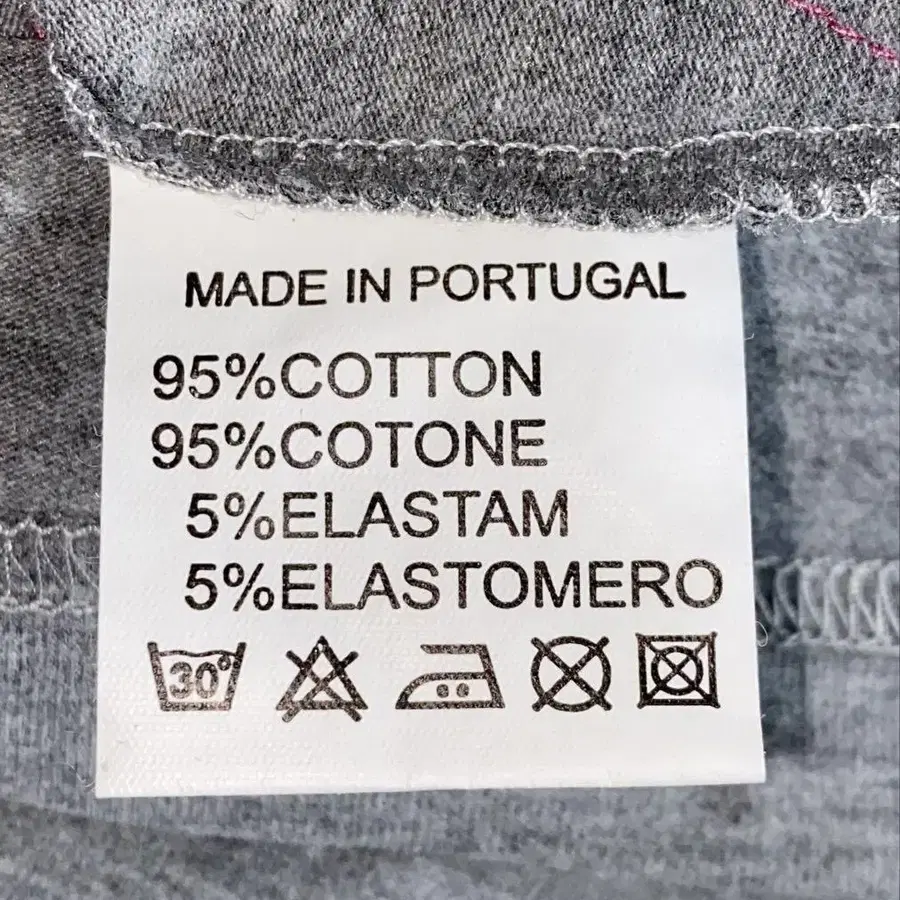 MADE IN PORTUGAL
95%COTTON
95%COTONE
5%ELASTAM
5%ELASTOMERO
30°